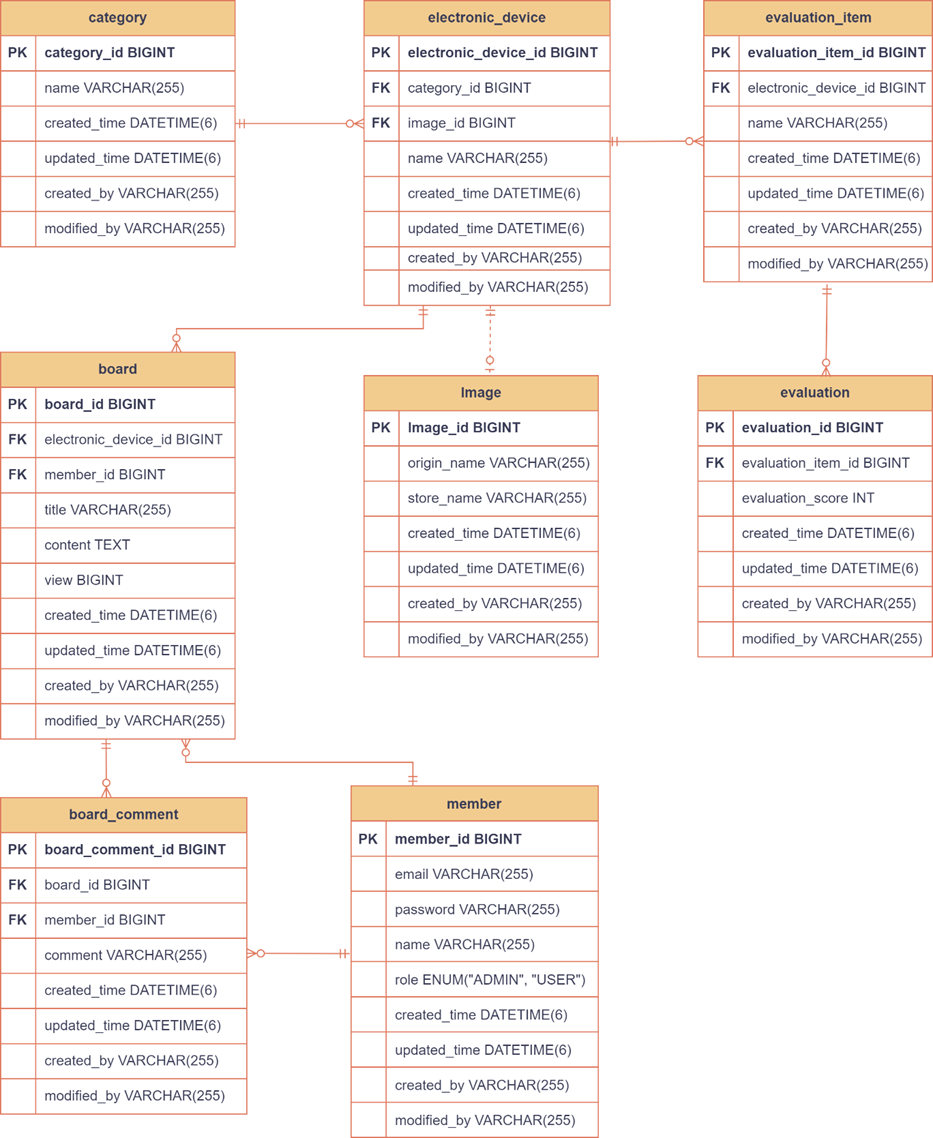 category
PK category_id BIGINT
name VARCHAR(255)
created_time DATETIME(6)
updated_time DATETIME(6)
created_by VARCHAR(255)
modified_by VARCHAR(255)
electronic_device
PK electronic_device_id BIGINT
FK category_id BIGINT
FK image_id BIGINT
name VARCHAR(255)
created_time DATETIME(6)
updated_time DATETIME(6)
created_by VARCHAR(255)
modified_by VARCHAR(255)
evaluation_item
PK evaluation_item_id BIGINT
FK electronic_device_id BIGINT
name VARCHAR(255)
created_time DATETIME(6)
updated_time DATETIME(6)
created_by VARCHAR(255)
modified_by VARCHAR(255)
board
PK board_id BIGINT
FK electronic_device_id BIGINT
FK member_id BIGINT
title VARCHAR(255)
content TEXT
view BIGINT
created_time DATETIME(6)
updated_time DATETIME(6)
created_by VARCHAR(255)
modified_by VARCHAR(255)
Image
PK Image_id BIGINT
origin_name VARCHAR(255)
store_name VARCHAR(255)
created_time DATETIME(6)
updated_time DATETIME(6)
created_by VARCHAR(255)
modified_by VARCHAR(255)
evaluation
PK evaluation_id BIGINT
FK evaluation_item_id BIGINT
evaluation_score INT
created_time DATETIME(6)
updated_time DATETIME(6)
created_by VARCHAR(255)
modified_by VARCHAR(255)
board_comment
PK board_comment_id BIGINT
FK board_id BIGINT
FK member_id BIGINT
comment VARCHAR(255)
created_time DATETIME(6)
updated_time DATETIME(6)
created_by VARCHAR(255)
modified_by VARCHAR(255)
member
PK member_id BIGINT
email VARCHAR(255)
password VARCHAR(255)
name VARCHAR(255)
role ENUM("ADMIN", "USER")
created_time DATETIME(6)
updated_time DATETIME(6)
created_by VARCHAR(255)
modified_by VARCHAR(255)